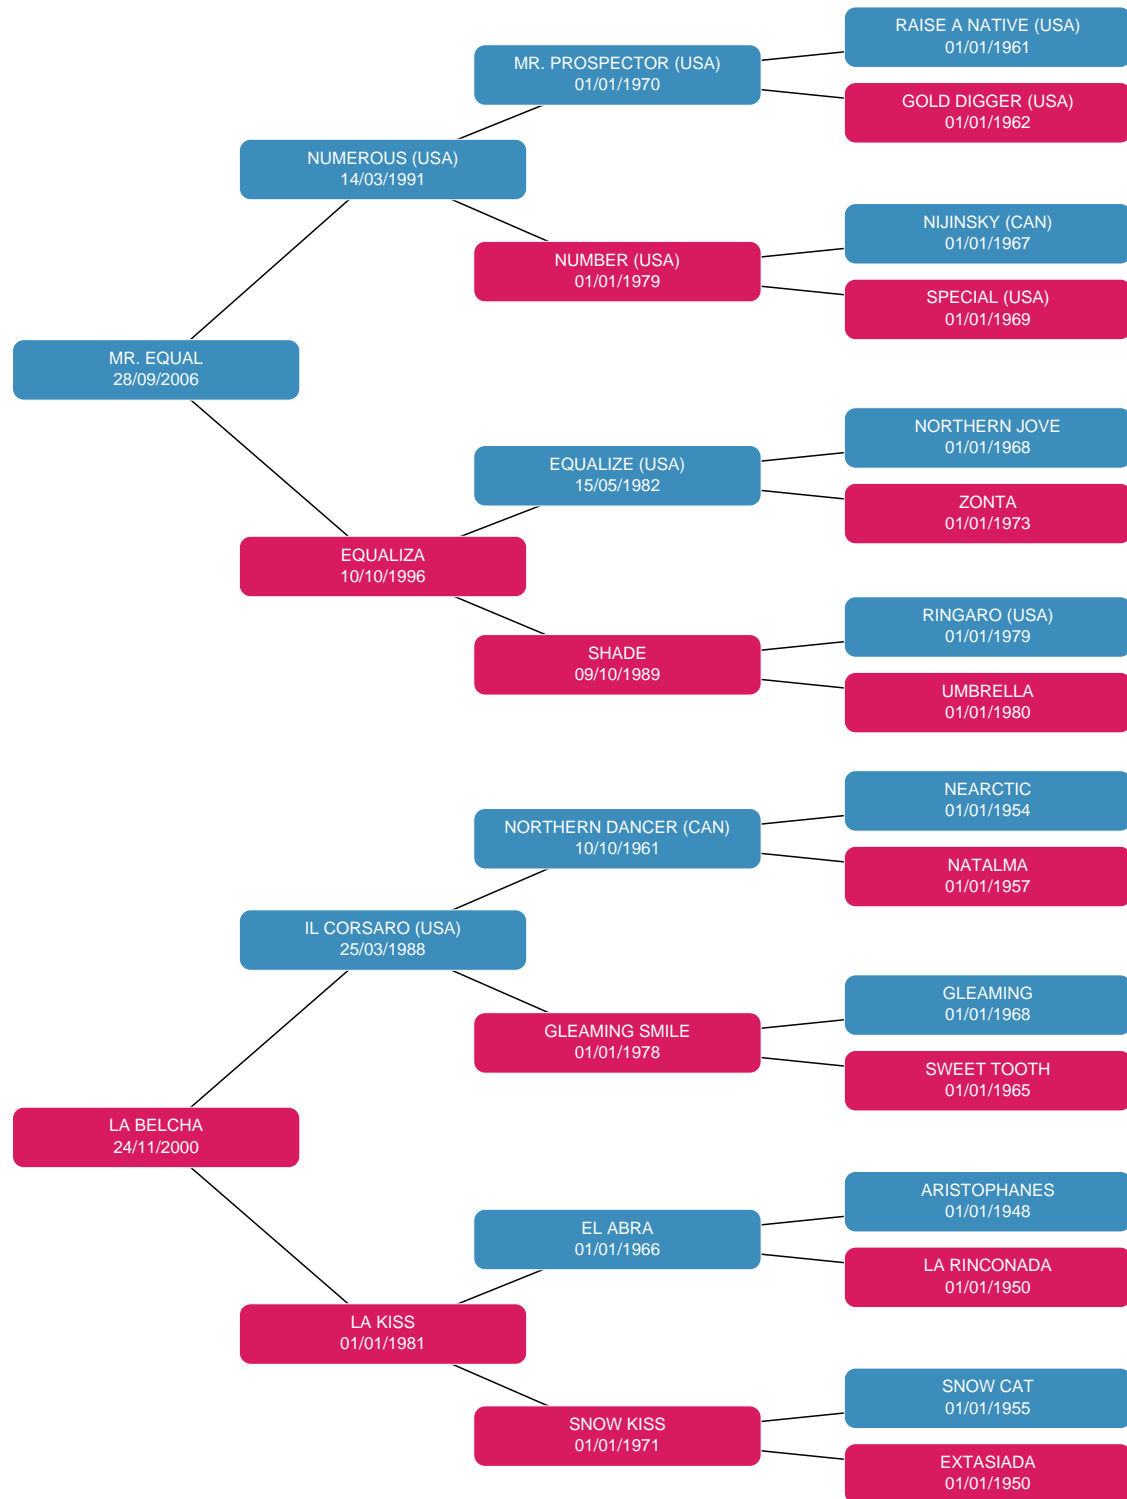 RAISE A NATIVE (USA)
01/01/1961
MR. PROSPECTOR (USA)
01/01/1970
GOLD DIGGER (USA)
01/01/1962
NUMEROUS (USA)
14/03/1991
NIJINSKY (CAN)
01/01/1967
NUMBER (USA)
01/01/1979
SPECIAL (USA)
01/01/1969
MR. EQUAL
28/09/2006
NORTHERN JOVE
01/01/1968
EQUALIZE (USA)
15/05/1982
ZONTA
01/01/1973
EQUALIZA
10/10/1996
RINGARO (USA)
01/01/1979
SHADE
09/10/1989
UMBRELLA
01/01/1980
NEARCTIC
01/01/1954
NORTHERN DANCER (CAN)
10/10/1961
NATALMA
01/01/1957
IL CORSARO (USA)
25/03/1988
GLEAMING
01/01/1968
GLEAMING SMILE
01/01/1978
SWEET TOOTH
01/01/1965
LA BELCHA
24/11/2000
ARISTOPHANES
01/01/1948
EL ABRA
01/01/1966
LA RINCONADA
01/01/1950
LA KISS
01/01/1981
SNOW CAT
01/01/1955
SNOW KISS
01/01/1971
EXTASIADA
01/01/1950